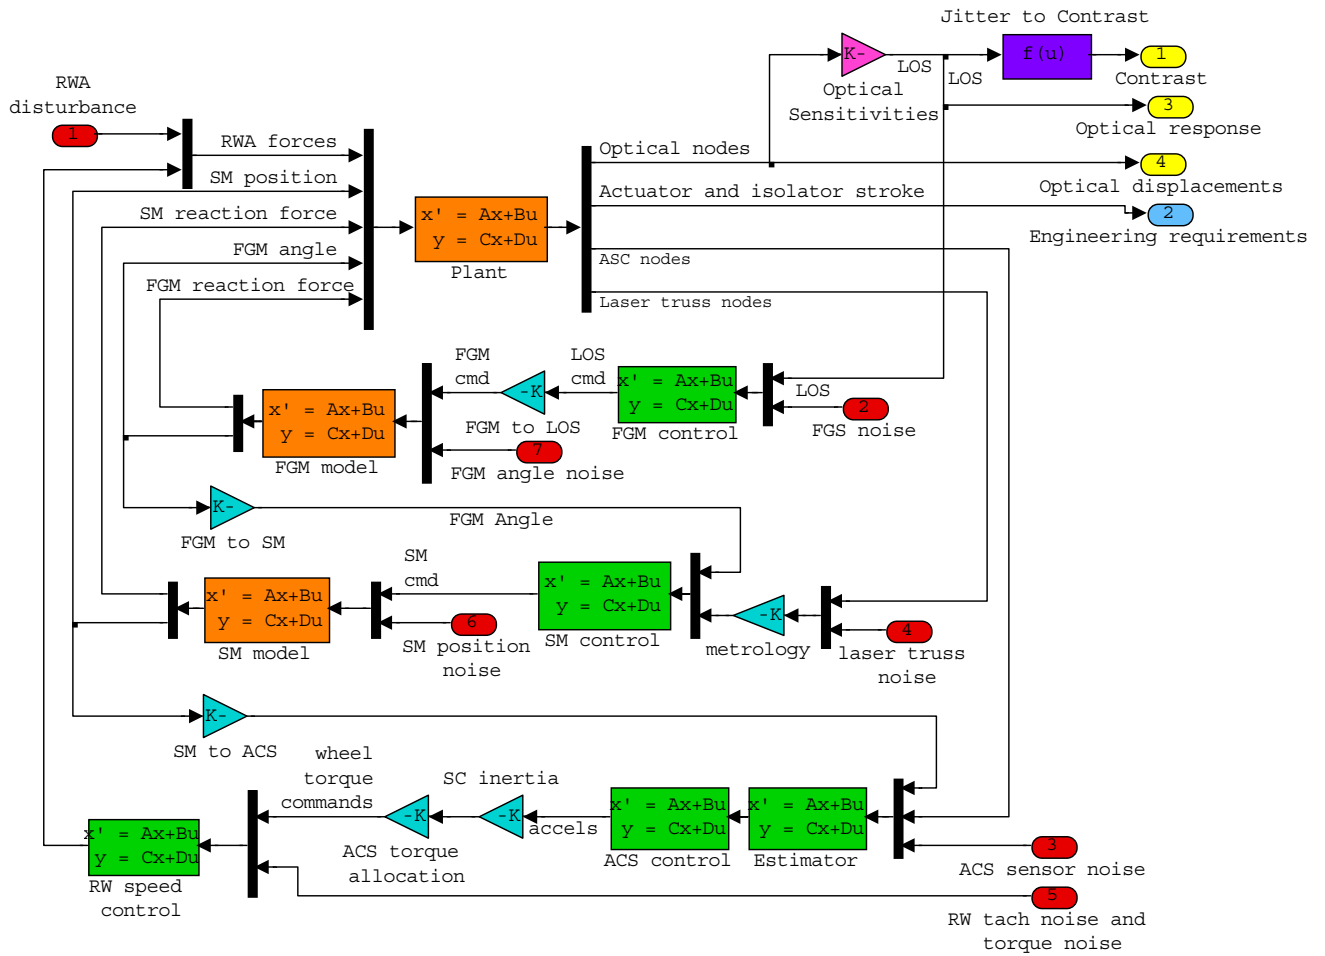 Jitter to Contrast
K-
f(u)
1
LOS
LOS
Contrast
RWA
disturbance
Optical
Sensitivities
3
Optical response
1
RWA forces
Optical nodes
4
SM position
Actuator and isolator stroke
Optical displacements
SM reaction force
x' = Ax+Bu
y = Cx+Du
2
Engineering requirements
FGM angle
Plant
ASC nodes
FGM reaction force
Laser truss nodes
FGM
cmd
LOS
cmd
-K
x' = Ax+Bu
y = Cx+Du
LOS
2
FGS noise
x' = Ax+Bu
y = Cx+Du
FGM to LOS
FGM control
FGM model
7
FGM angle noise
K-
FGM Angle
FGM to SM
SM
cmd
x' = Ax+Bu
y = Cx+Du
x' = Ax+Bu
y = Cx+Du
-K
6
4
SM control
metrology
SM model
SM position
noise
laser truss
noise
K-
SM to ACS
wheel
torque
commands
SC inertia
-K
-K
accels
x' = Ax+Bu
y = Cx+Du
x' = Ax+Bu
y = Cx+Du
x' = Ax+Bu
y = Cx+Du
3
ACS torque
allocation
ACS control
Estimator
ACS sensor noise
RW speed
control
5
RW tach noise and
torque noise